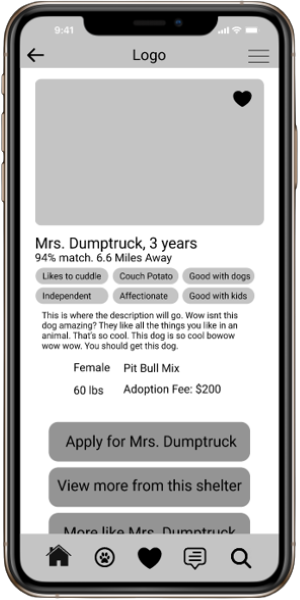 9:41
Logo
Mrs. Dumptruck, 3 years
94% match. 6.6 Miles Away
Likes to cuddle Couch Potato Good with dogs
Independent Affectionate Good with kids
This is where the description will go. Wow isnt this
dog amazing? They like all the things you like in an
animal. That's so cool. This dog is so cool bowow
wow wow. You should get this dog.
Female Pit Bull Mix
60 lbs Adoption Fee: $200
Apply for Mrs. Dumptruck
View more from this shelter
More like Mrs. Dumptruck